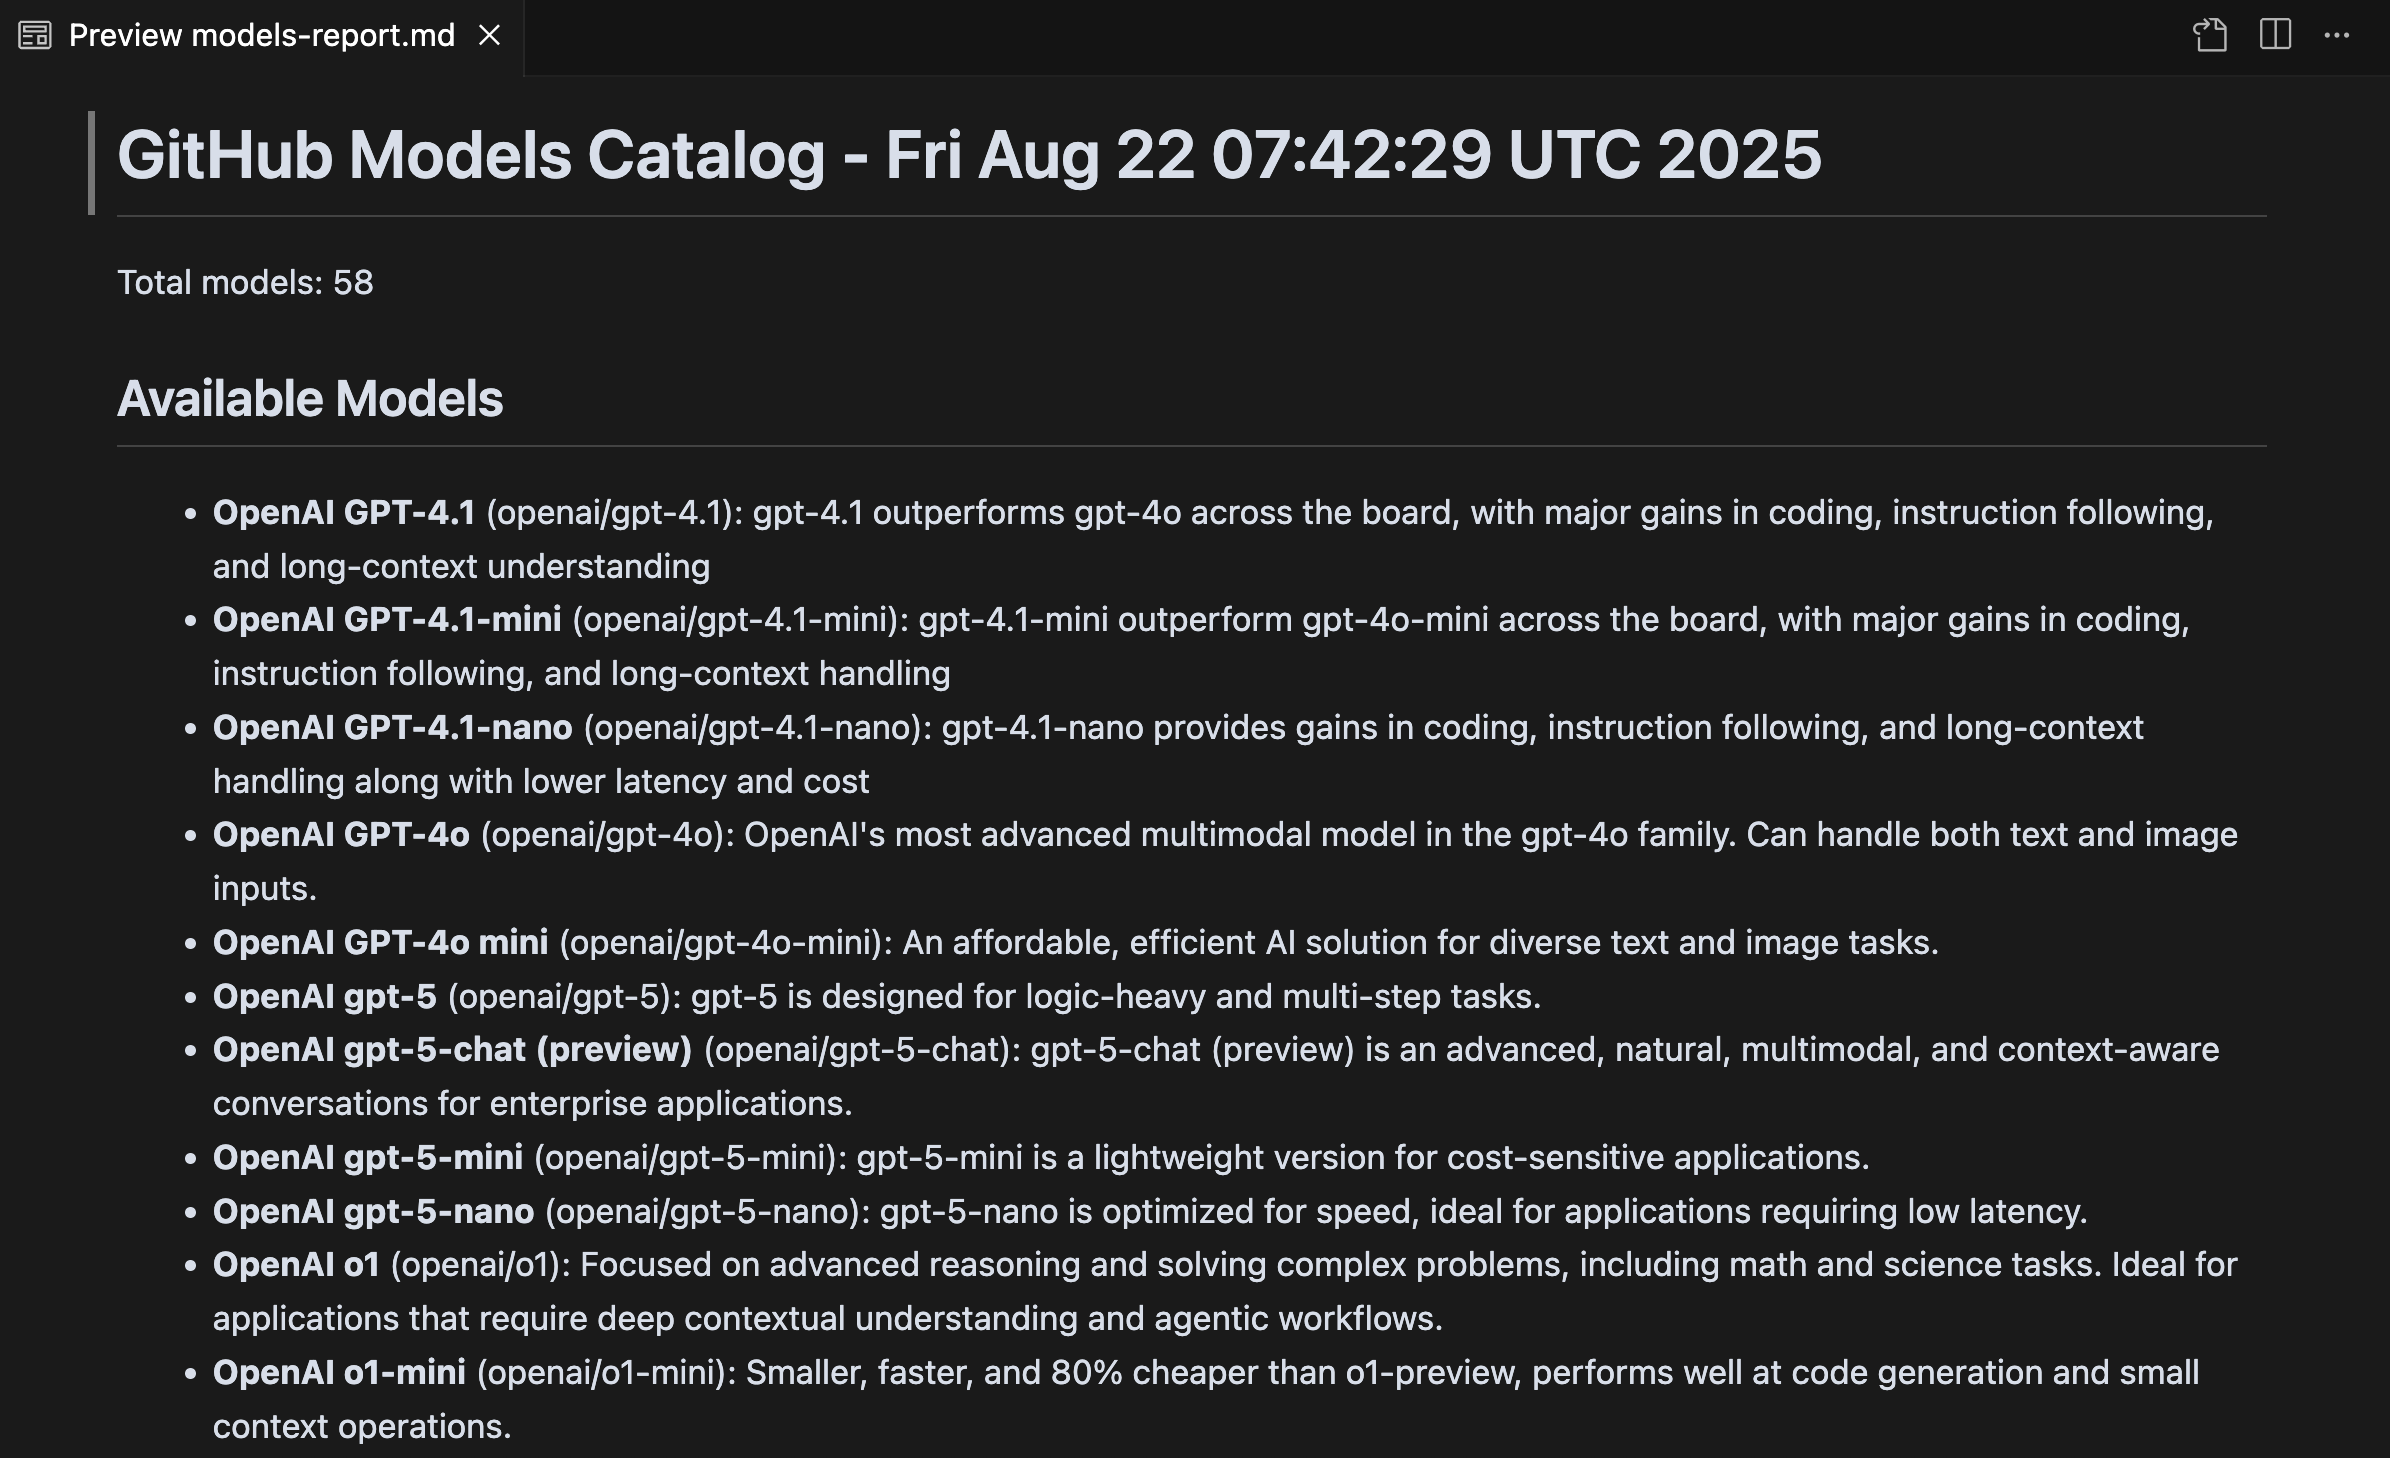 Preview models-report.md
GitHub Models Catalog - Fri Aug 22 07:42:29 UTC 2025
Total models: 58
Available Models
• OpenAI GPT-4.1 (openai/gpt-4.1): gpt-4.1 outperforms gpt-4o across the board, with major gains in coding, instruction following,
and long-context understanding
• OpenAI GPT-4.1-mini (openai/gpt-4.1-mini): gpt-4.1-mini outperform gpt-4o-mini across the board, with major gains in coding,
instruction following, and long-context handling
• OpenAI GPT-4.1-nano (openai/gpt-4.1-nano): gpt-4.1-nano provides gains in coding, instruction following, and long-context
handling along with lower latency and cost
• OpenAI GPT-4o (openai/gpt-4o): OpenAI's most advanced multimodal model in the gpt-4o family. Can handle both text and image
inputs.
• OpenAI GPT-4o mini (openai/gpt-4o-mini): An affordable, efficient AI solution for diverse text and image tasks.
• OpenAI gpt-5 (openai/gpt-5): gpt-5 is designed for logic-heavy and multi-step tasks.
• OpenAI gpt-5-chat (preview) (openai/gpt-5-chat): gpt-5-chat (preview) is an advanced, natural, multimodal, and context-aware
conversations for enterprise applications.
• OpenAI gpt-5-mini (openai/gpt-5-mini): gpt-5-mini is a lightweight version for cost-sensitive applications.
• OpenAI gpt-5-nano (openai/gpt-5-nano): gpt-5-nano is optimized for speed, ideal for applications requiring low latency.
• OpenAI o1 (openai/o1): Focused on advanced reasoning and solving complex problems, including math and science tasks. Ideal for
applications that require deep contextual understanding and agentic workflows.
• OpenAI o1-mini (openai/o1-mini): Smaller, faster, and 80% cheaper than o1-preview, performs well at code generation and small
context operations.